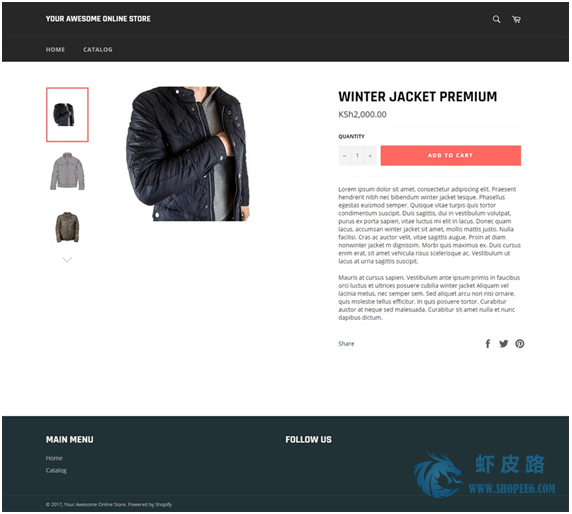 YOUR AWESOME ONLINE STORE
HOME CATALOG
WINTER JACKET PREMIUM
KSh2,000.00
QUANTITY
− 1 +
ADD TO CART
Lorem ipsum dolor sit amet, consectetur adipiscing elit. Praesent
hendrerit nibh nec bibendum winter jacket tesque. Phasellus
egestas euismod semper. Quisque vitae turpis quis tortor
condimentum suscipit. Duis sagittis, dui in vestibulum volutpat,
purus ex porta sapien, vitae luctus mi elit in lacus. Donec quam
lacus, accumsan winter jacket sit amet, mollis mattis justo. Nulla
facilisi. Cras ac auctor velit, vitae sagittis augue. Proin at diam
nonwinter jacket m dignissim. Morbi quis maximus ex. Duis cursus
enim erat, sit amet vehicula risus scelerisque ac. Vestibulum ut
lacus at urna sagittis suscipit.
Mauris at cursus sapien. Vestibulum ante ipsum primis in faucibus
orci luctus et ultrices posuere cubilia winter jacket Aliquam vel
lacinia metus, nec semper sem. Sed aliquet arcu non nisi ornare,
quis molestie tellus efficitur. In quis posuere tortor. Curabitur
auctor at neque sed malesuada. Curabitur sit amet nulla et nunc
dapibus dictum.
Share
MAIN MENU
Home
Catalog
FOLLOW US
© 2017, Your Awesome Online Store. Powered by Shopify
虾皮路
WWW.SHOPEE6.COM